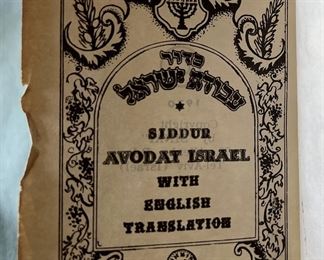 סדור
עבודת ישראל
SIDDUR
AVODAT ISRAEL
WITH
ENGLISH
TRANSLATION